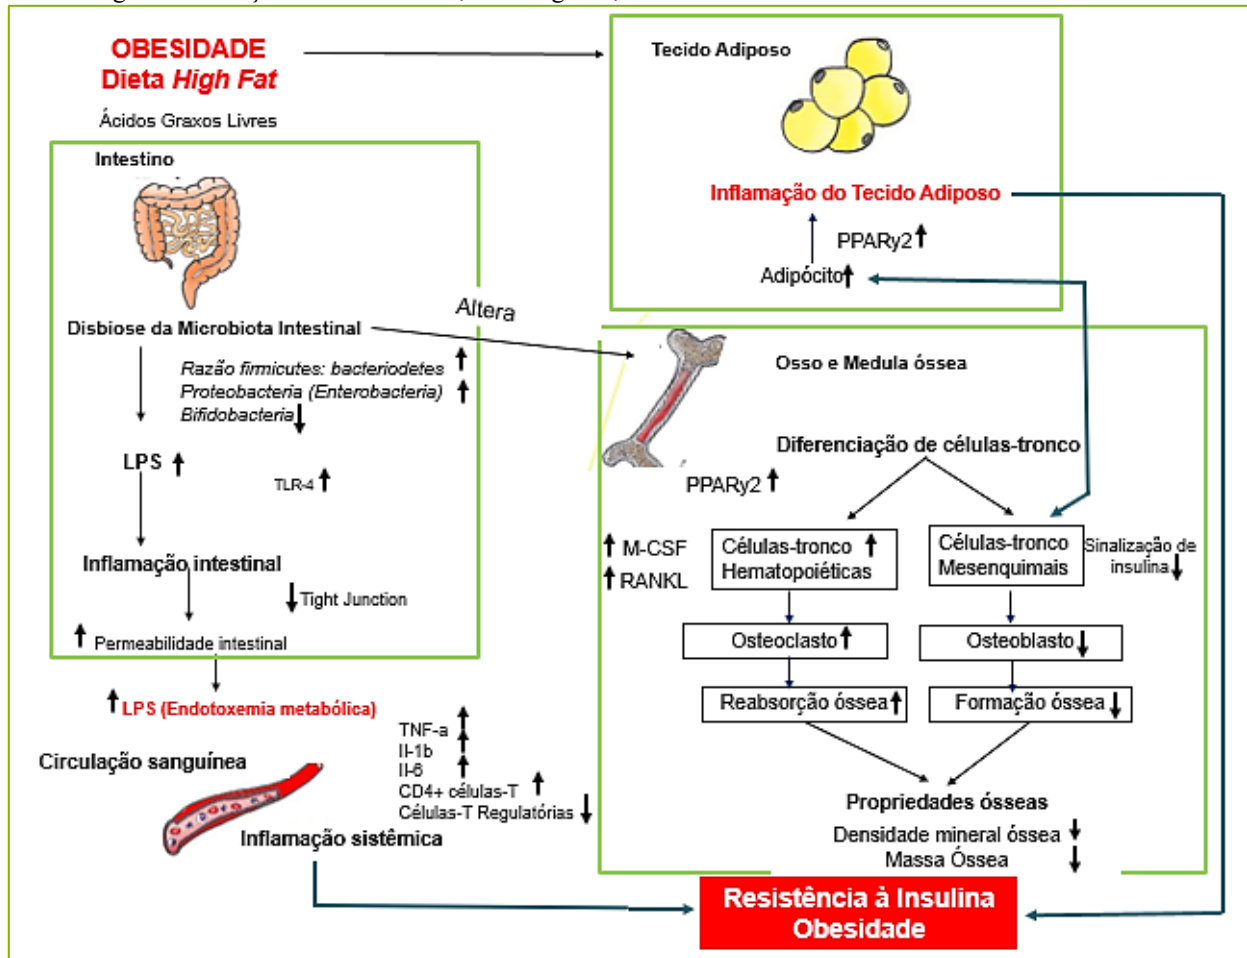 OBESIDADE
Dieta High Fat
Ácidos Graxos Livres
Intestino
Disbiose da Microbiota Intestinal
Razão firmicutes: bacteriodetes
Proteobacteria (Enterobacteria)
Bifidobacteria
LPS
TLR-4
Inflamação intestinal
Tight Junction
Permeabilidade intestinal
LPS (Endotoxemia metabólica)
TNF-a
Il-1b
Il-6
CD4+ células-T
Células-T Regulatórias
Circulação sanguínea
Inflamação sistêmica
Altera
Tecido Adiposo
Inflamação do Tecido Adiposo
PPARy2
Adipócito
Osso e Medula óssea
Diferenciação de células-tronco
PPARy2
M-CSF
RANKL
Células-tronco
Hematopoiéticas
Células-tronco
Mesenquimais
Sinalização de
insulina
Osteoclasto
Osteoblasto
Reabsorção óssea
Formação óssea
Propriedades ósseas
Densidade mineral óssea
Massa Óssea
Resistência à Insulina
Obesidade